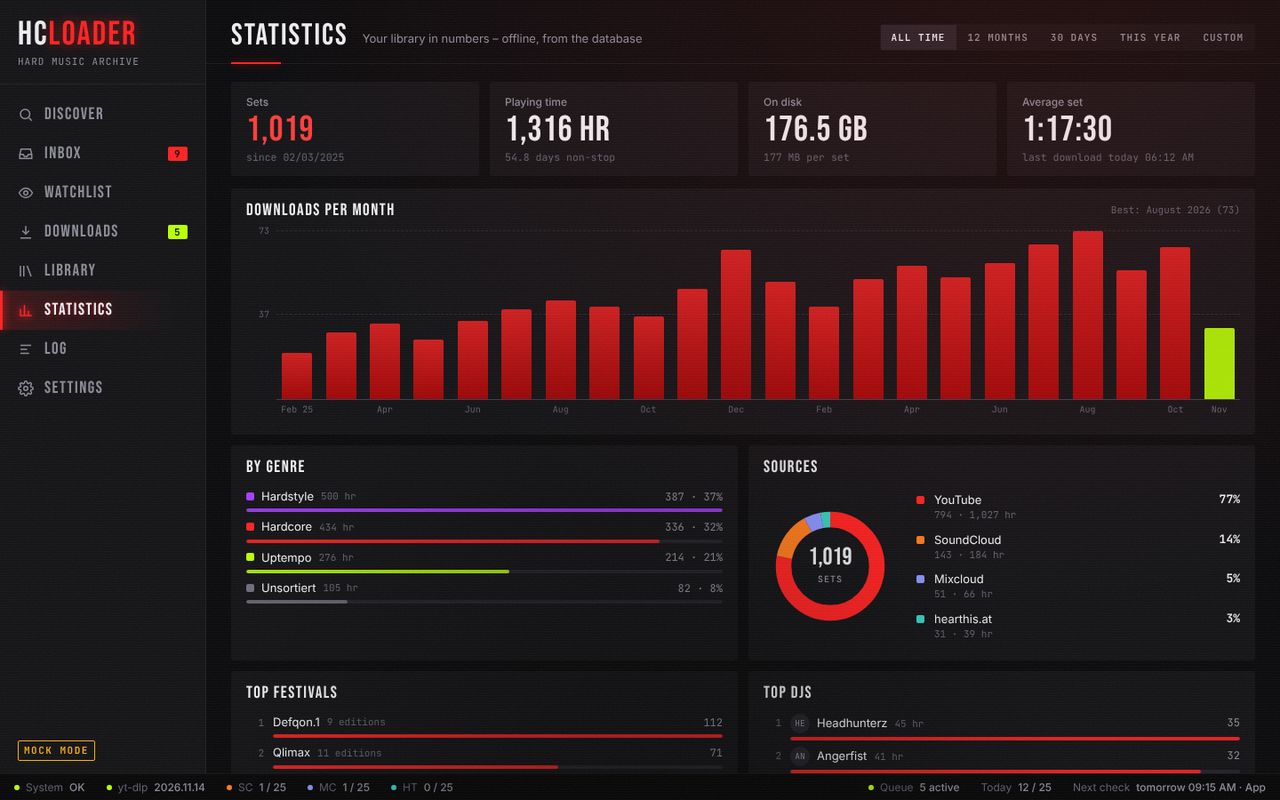 HCLOADER
HARD MUSIC ARCHIVE
DISCOVER
INBOX 9
WATCHLIST
DOWNLOADS 5
LIBRARY
STATISTICS
LOG
SETTINGS
MOCK MODE
STATISTICS Your library in numbers – offline, from the database
ALL TIME 12 MONTHS 30 DAYS THIS YEAR CUSTOM
Sets
1,019
since 02/03/2025
Playing time
1,316 HR
54.8 days non-stop
On disk
176.5 GB
177 MB per set
Average set
1:17:30
last download today 06:12 AM
DOWNLOADS PER MONTH Best: August 2026 (73)
73
37
Feb 25 Apr Jun Aug Oct Dec Feb Apr Jun Aug Oct Nov
BY GENRE
Hardstyle 500 hr 387 · 37%
Hardcore 434 hr 336 · 32%
Uptempo 276 hr 214 · 21%
Unsortiert 105 hr 82 · 8%
SOURCES
1,019
SETS
YouTube 77%
794 · 1,027 hr
SoundCloud 14%
143 · 184 hr
Mixcloud 5%
51 · 66 hr
hearthis.at 3%
31 · 39 hr
TOP FESTIVALS
1 Defqon.1 9 editions 112
2 Qlimax 11 editions 71
TOP DJS
1 HE Headhunterz 45 hr 35
2 AN Angerfist 41 hr 32
System OK yt-dlp 2026.11.14 SC 1 / 25 MC 1 / 25 HT 0 / 25 Queue 5 active Today 12 / 25 Next check tomorrow 09:15 AM · App